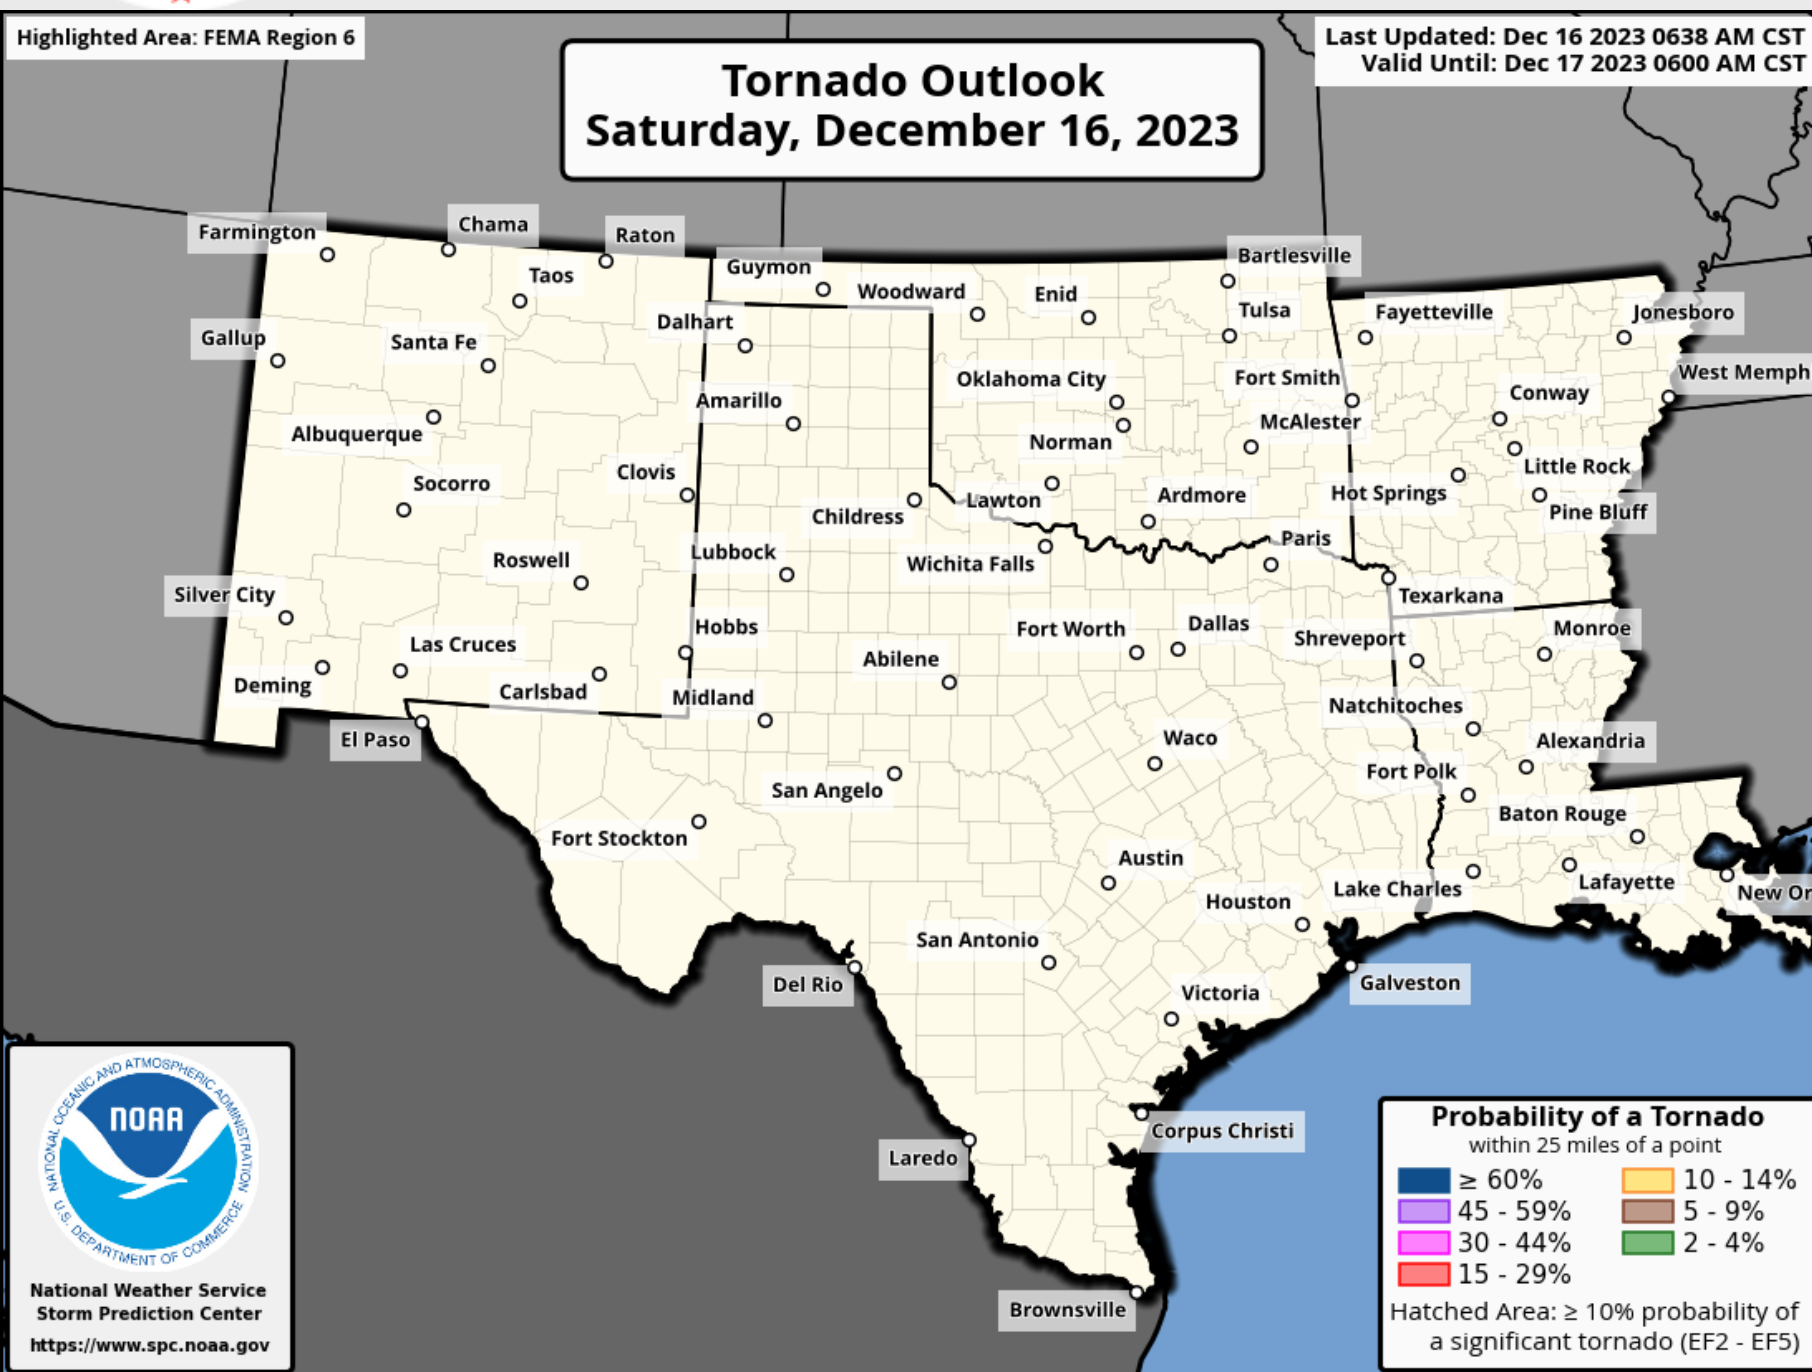 Highlighted Area: FEMA Region 6
Tornado Outlook
Saturday, December 16, 2023
Last Updated: Dec 16 2023 0638 AM CST
Valid Until: Dec 17 2023 0600 AM CST
Farmington
Chama
Raton
Taos
Guymon
Woodward
Enid
Bartlesville
Tulsa
Fayetteville
Jonesboro
Gallup
Santa Fe
Dalhart
Oklahoma City
Fort Smith
Conway
West Memph
Amarillo
Albuquerque
Norman
McAlester
Little Rock
Socorro
Clovis
Childress
Lawton
Ardmore
Hot Springs
Pine Bluff
Roswell
Lubbock
Wichita Falls
Paris
Silver City
Texarkana
Las Cruces
Hobbs
Fort Worth
Dallas
Shreveport
Monroe
Deming
Carlsbad
Midland
Abilene
Natchitoches
El Paso
Waco
Alexandria
San Angelo
Fort Polk
Fort Stockton
Baton Rouge
Austin
Houston
Lake Charles
Lafayette
New Or
San Antonio
Del Rio
Victoria
Galveston
Corpus Christi
Laredo
Brownsville
NATIONAL OCEANIC AND ATMOSPHERIC ADMINISTRATION
NOAA
U.S. DEPARTMENT OF COMMERCE
National Weather Service
Storm Prediction Center
https://www.spc.noaa.gov
Probability of a Tornado
within 25 miles of a point
≥ 60%
45 - 59%
30 - 44%
15 - 29%
10 - 14%
5 - 9%
2 - 4%
Hatched Area: ≥ 10% probability of
a significant tornado (EF2 - EF5)